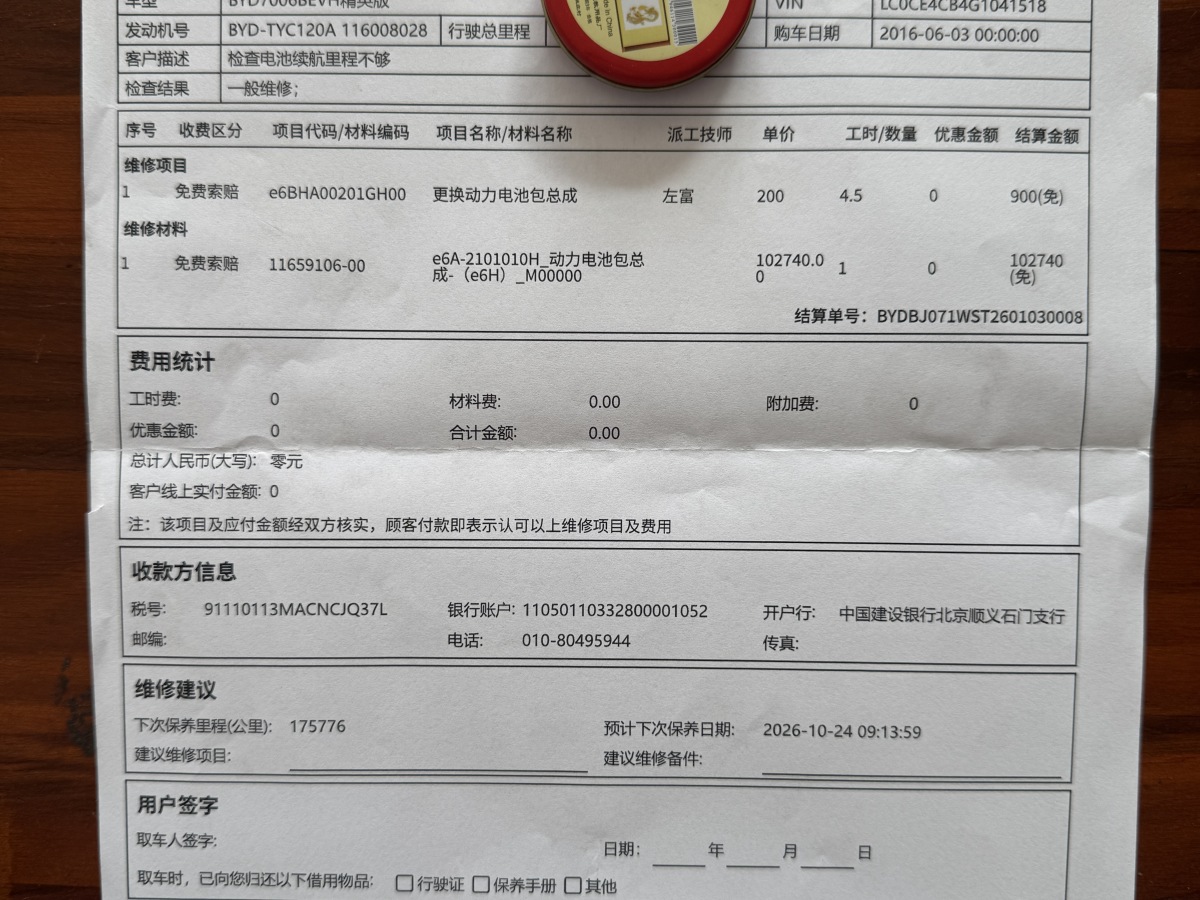 车型 BYD7006BEVH精英版 VIN LC0CE4CB4G1041518
发动机号 BYD-TYC120A 116008028 行驶总里程 购车日期 2016-06-03 00:00:00
客户描述 检查电池续航里程不够
检查结果 一般维修；
序号 收费区分 项目代码/材料编码 项目名称/材料名称 派工技师 单价 工时/数量 优惠金额 结算金额
维修项目
1 免费索赔 e6BHA00201GH00 更换动力电池包总成 左富 200 4.5 0 900(免)
维修材料
1 免费索赔 11659106-00 e6A-2101010H_动力电池包总 102740.0 1 0 102740
成-（e6H）_M00000 0 (免)
结算单号：BYDBJ071WST2601030008
费用统计
工时费: 0 材料费: 0.00 附加费: 0
优惠金额: 0 合计金额: 0.00
总计人民币(大写): 零元
客户线上实付金额: 0
注：该项目及应付金额经双方核实，顾客付款即表示认可以上维修项目及费用
收款方信息
税号: 91110113MACNCJQ37L 银行账户: 11050110332800001052 开户行: 中国建设银行北京顺义石门支行
邮编: 电话: 010-80495944 传真:
维修建议
下次保养里程(公里): 175776 预计下次保养日期: 2026-10-24 09:13:59
建议维修项目: 建议维修备件:
用户签字
取车人签字: 日期: 年 月 日
取车时，已向您归还以下借用物品: □行驶证 □保养手册 □其他